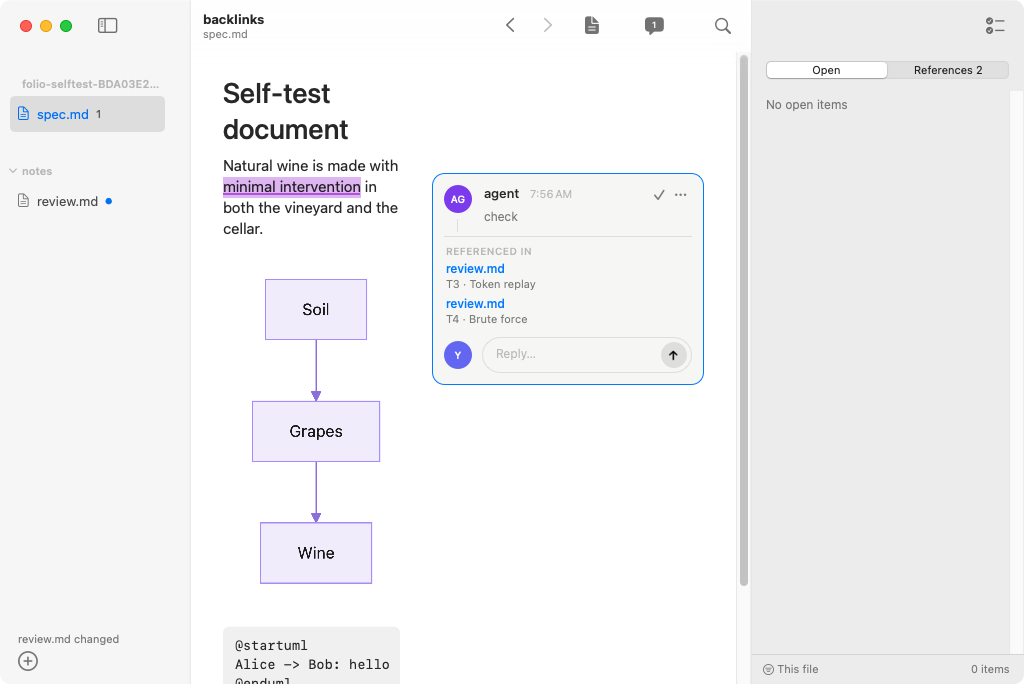 folio-selftest-BDA03E2...
spec.md 1
notes
review.md
review.md changed
backlinks
spec.md
1
Self-test
document
Natural wine is made with
minimal intervention in
both the vineyard and the
cellar.
Soil
Grapes
Wine
@startuml
Alice -> Bob: hello
@enduml
AG agent 7:56 AM
check
REFERENCED IN
review.md
T3 · Token replay
review.md
T4 · Brute force
Y Reply...
Open References 2
No open items
This file 0 items